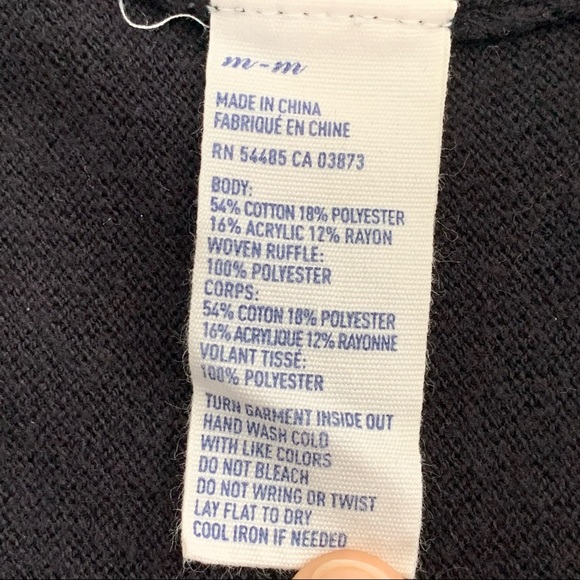 m-m
MADE IN CHINA
FABRIQUÉ EN CHINE
RN 54485 CA 03873
BODY:
54% COTTON 18% POLYESTER
16% ACRYLIC 12% RAYON
WOVEN RUFFLE:
100% POLYESTER
CORPS:
54% COTON 18% POLYESTER
16% ACRYLIQUE 12% RAYONNE
VOLANT TISSÉ:
100% POLYESTER
TURN GARMENT INSIDE OUT
HAND WASH COLD
WITH LIKE COLORS
DO NOT BLEACH
DO NOT WRING OR TWIST
LAY FLAT TO DRY
COOL IRON IF NEEDED